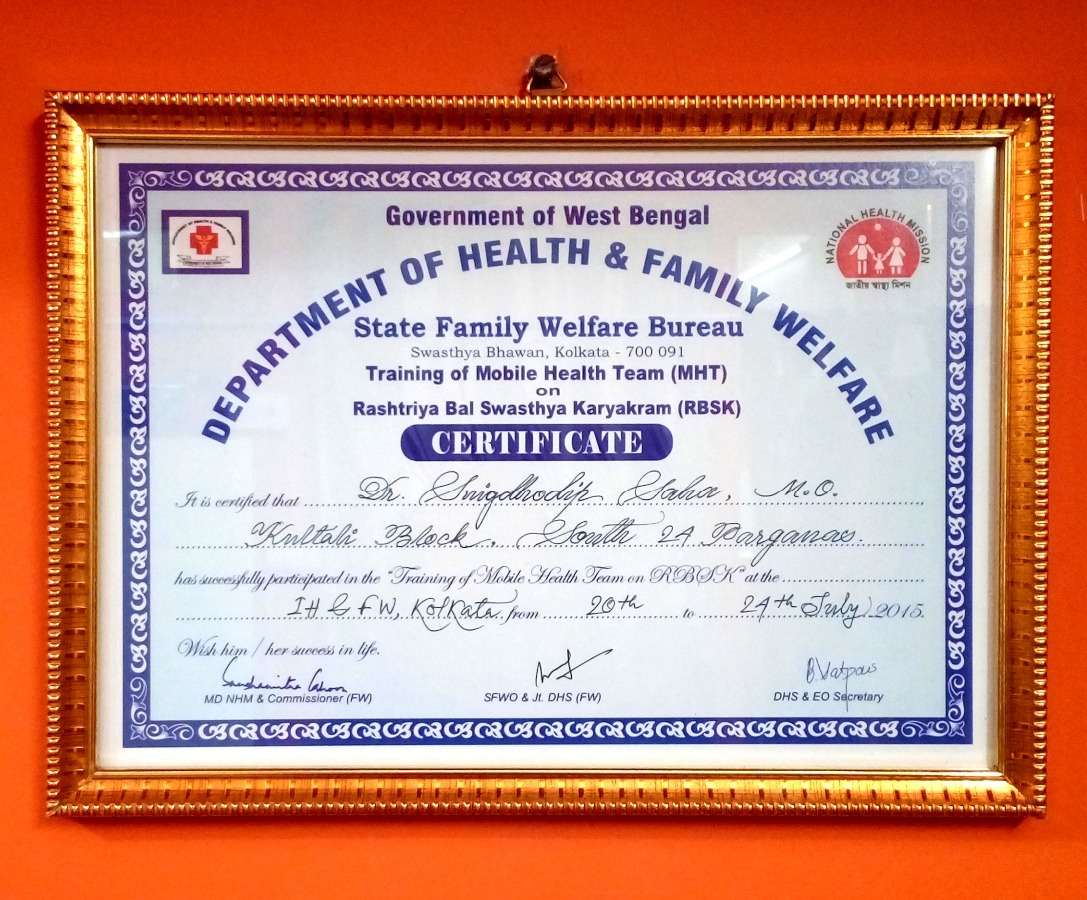 Government of West Bengal
DEPARTMENT OF HEALTH & FAMILY WELFARE
NATIONAL HEALTH MISSION
জাতীয় স্বাস্থ্য মিশন
State Family Welfare Bureau
Swasthya Bhawan, Kolkata - 700 091
Training of Mobile Health Team (MHT)
on
Rashtriya Bal Swasthya Karyakram (RBSK)
CERTIFICATE
It is certified that Dr. Snigdhodip Saha, M.O.
Kultali Block, South 24 Parganas.
has successfully participated in the "Training of Mobile Health Team on RBSK" at the
IH & FW, Kolkata from 20th to 24th July 2015.
Wish him / her success in life.
MD NHM & Commissioner (FW)
SFWO & Jt. DHS (FW)
DHS & EO Secretary